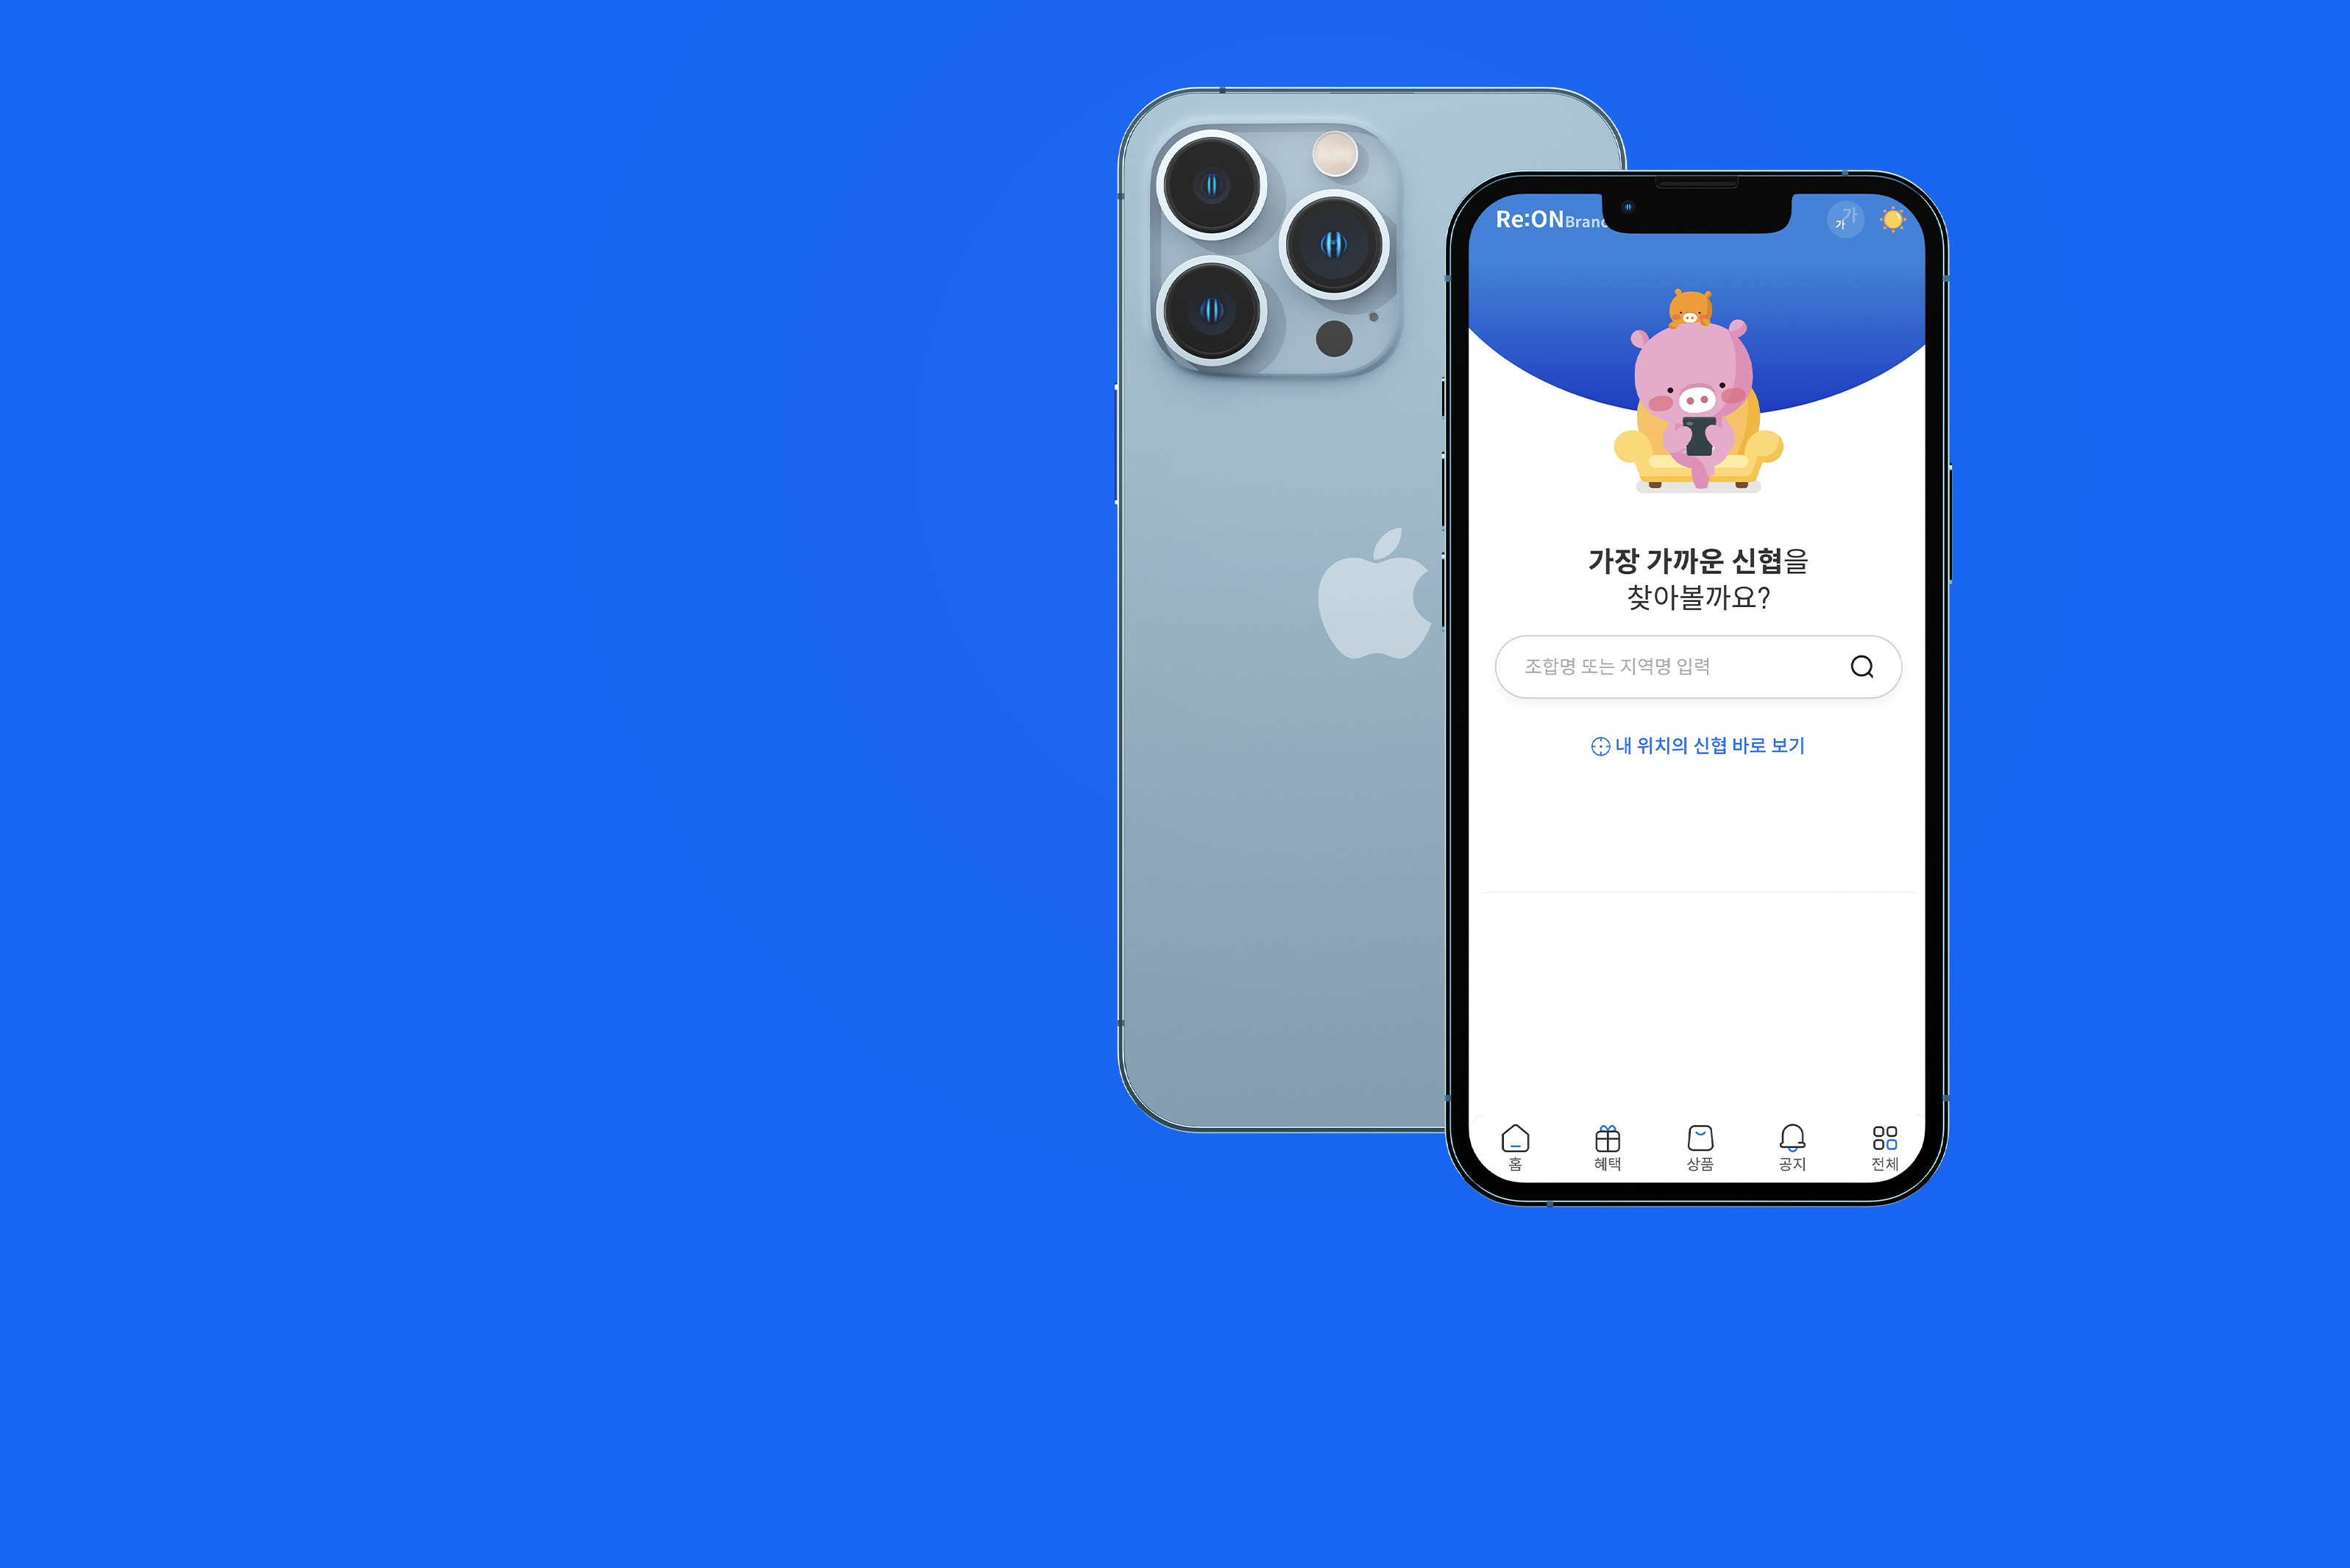 Re:ONBrand
가 가
가장 가까운 신협을
찾아볼까요?
조합명 또는 지역명 입력
내 위치의 신협 바로 보기
홈 혜택 상품 공지 전체